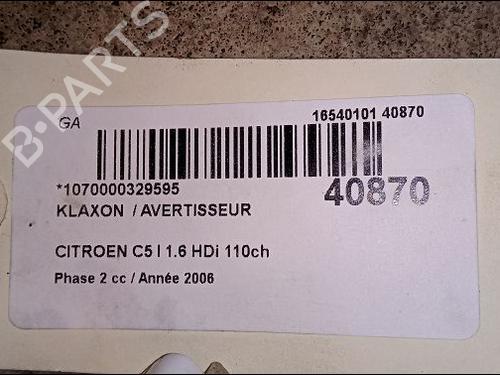 B-PARTS
GA
16540101 40870
*1070000329595
40870
KLAXON / AVERTISSEUR
CITROEN C5 I 1.6 HDi 110ch
Phase 2 cc / Année 2006